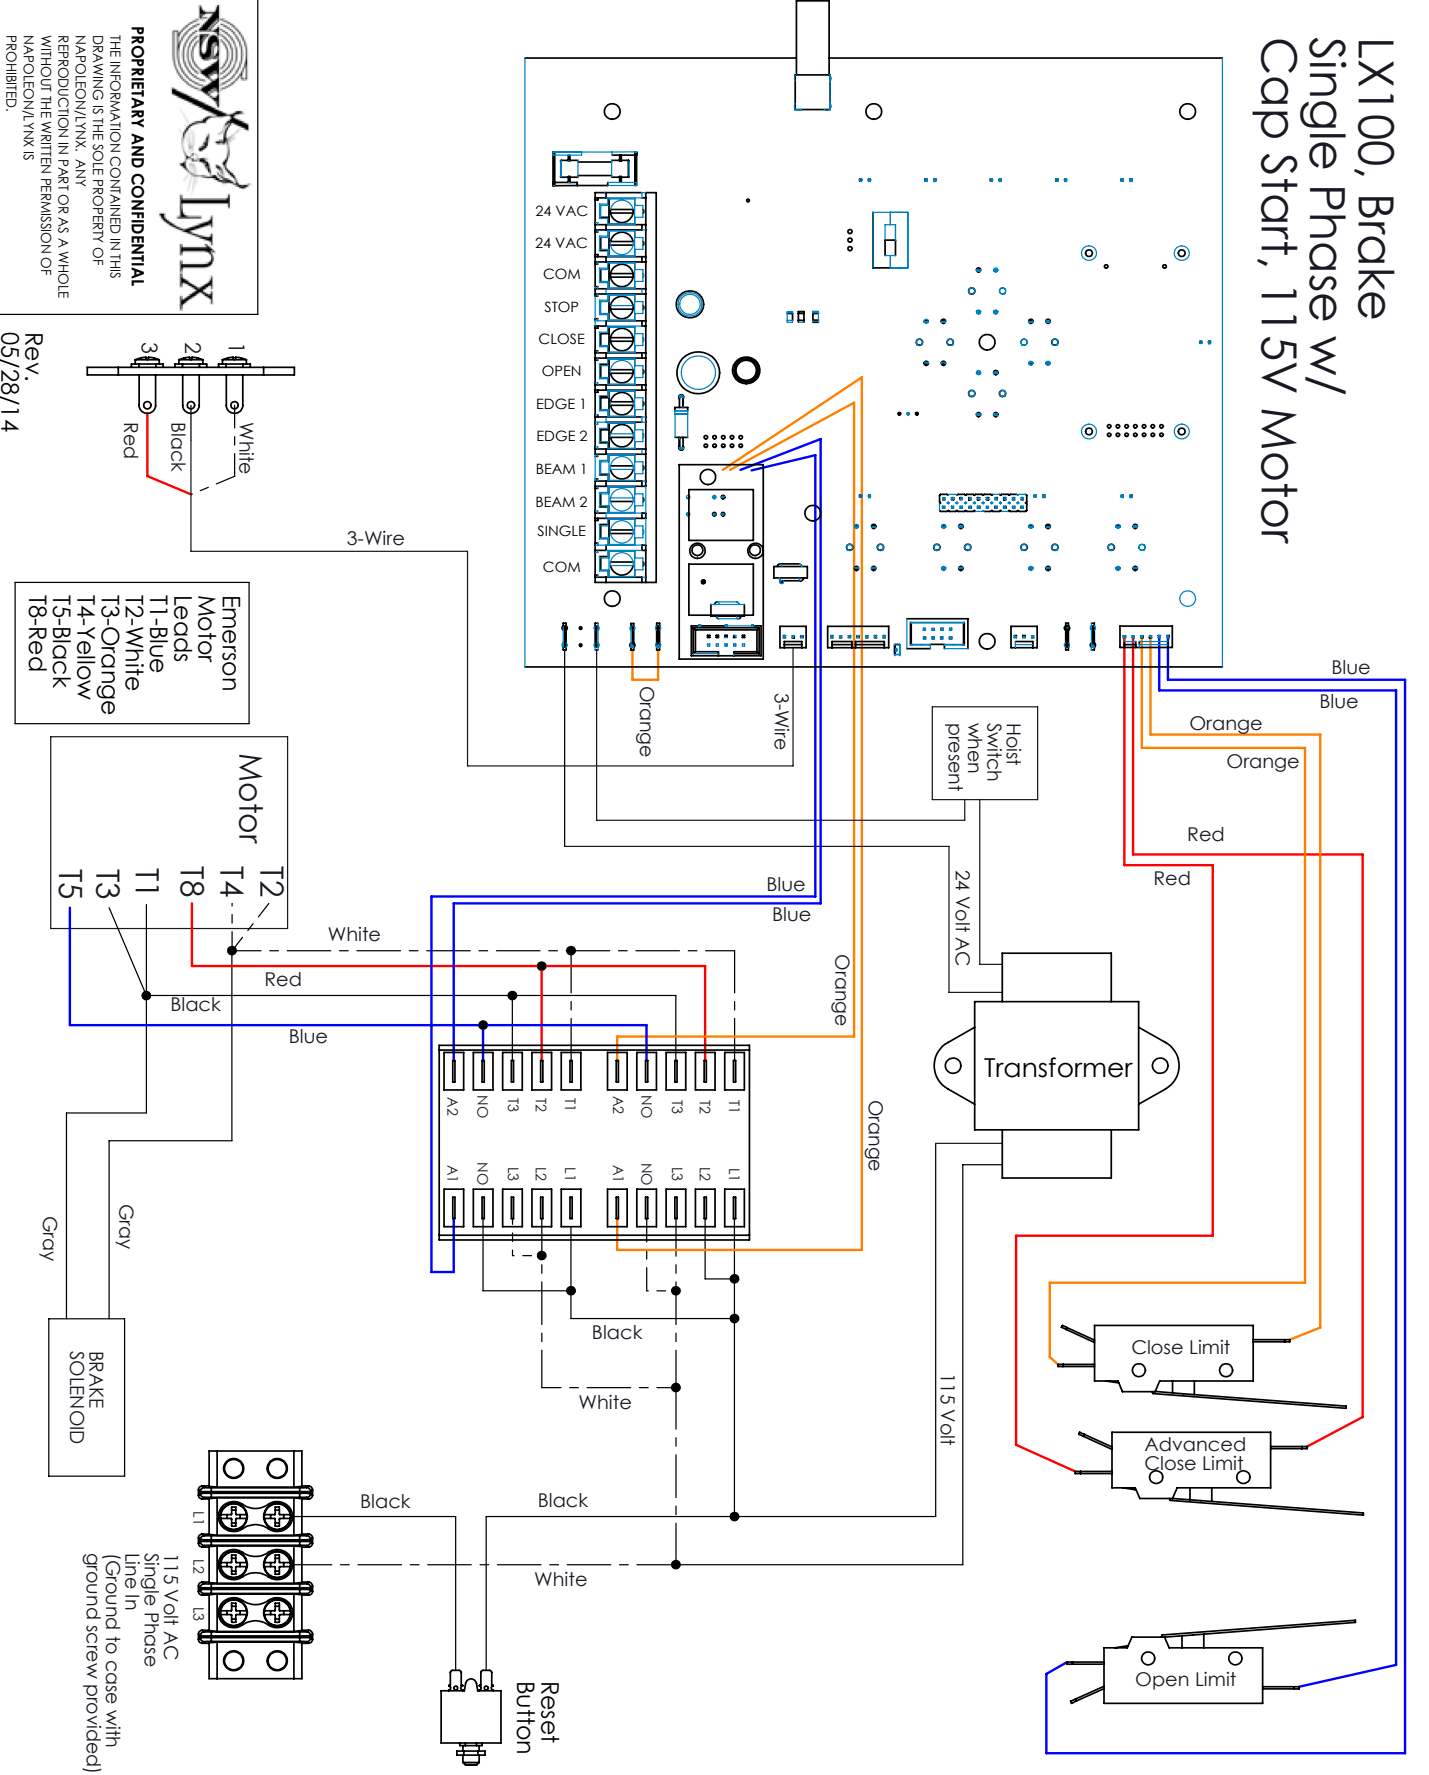 LX100, Brake
Single Phase w/
Cap Start, 115V Motor
NSW
Lynx
PROPRIETARY AND CONFIDENTIAL
THE INFORMATION CONTAINED IN THIS
DRAWING IS THE SOLE PROPERTY OF
NAPOLEON/LYNX. ANY
REPRODUCTION IN PART OR AS A WHOLE
WITHOUT THE WRITTEN PERMISSION OF
NAPOLEON/LYNX IS
PROHIBITED.
Rev.
05/28/14
24 VAC
24 VAC
COM
STOP
CLOSE
OPEN
EDGE 1
EDGE 2
BEAM 1
BEAM 2
SINGLE
COM
1
2
3
White
Black
Red
3-Wire
3-Wire
Orange
Emerson
Motor
Leads
T1-Blue
T2-White
T3-Orange
T4-Yellow
T5-Black
T8-Red
Motor
T2
T4
T8
T1
T3
T5
Hoist
Switch
when
present
24 Volt AC
Blue
Blue
Orange
Orange
Red
Red
Blue
Blue
Orange
Orange
White
Red
Black
Blue
Transformer
A2
NO
T3
T2
T1
A2
NO
T3
T2
T1
A1
NO
L3
L2
L1
A1
NO
L3
L2
L1
Gray
Gray
BRAKE
SOLENOID
Black
White
115 Volt
Close Limit
Advanced
Close Limit
Open Limit
Black
Black
White
L1
L2
L3
115 Volt AC
Single Phase
Line In
(Ground to case with
ground screw provided)
Reset
Button